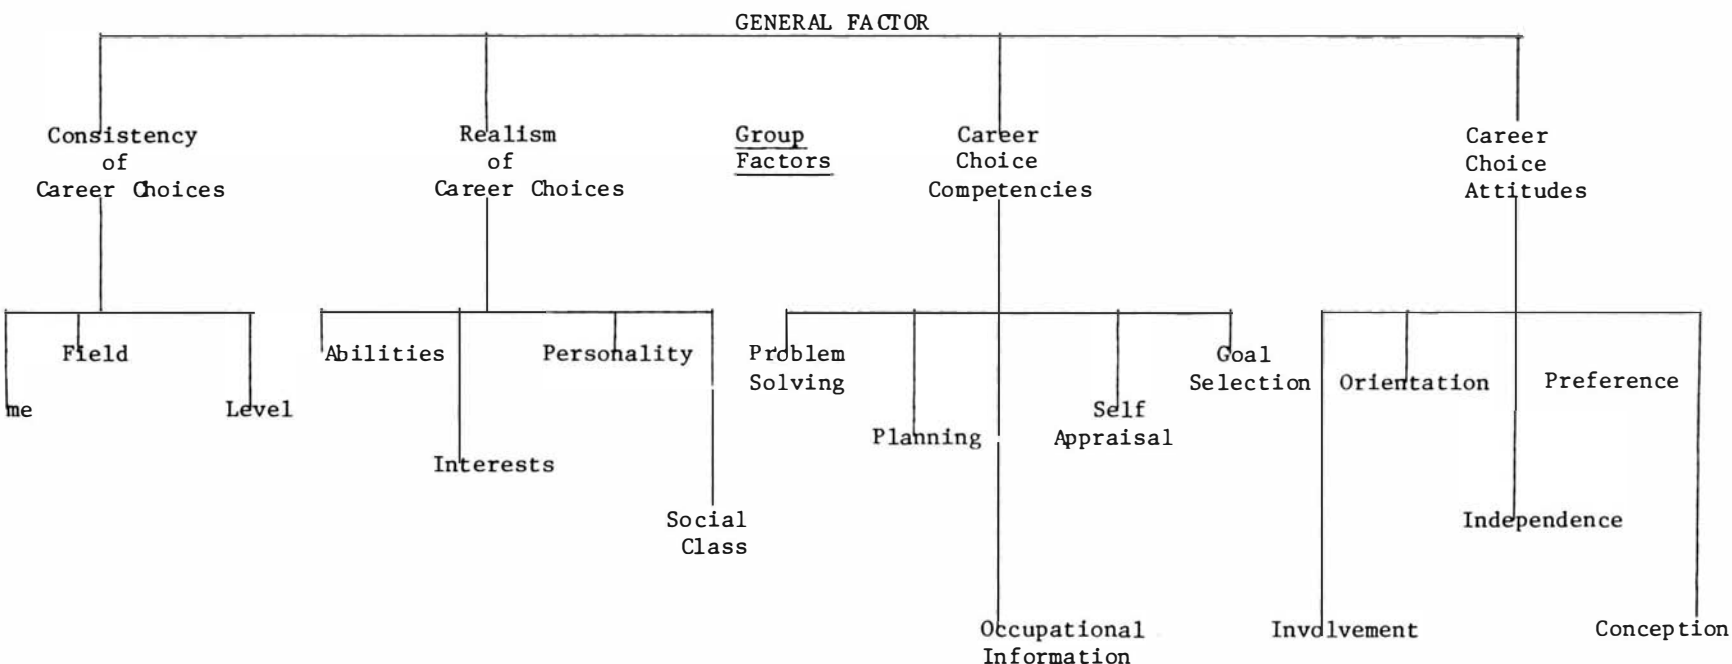 GENERAL FACTOR
Consistency
of
Career Choices
Realism
of
Career Choices
Group
Factors
Career
Choice
Competencies
Career
Choice
Attitudes
Field
me
Level
Abilities
Interests
Personality
Social
Class
Problem
Solving
Planning
Occupational
Information
Self
Appraisal
Goal
Selection
Involvement
Orientation
Independence
Preference
Conception